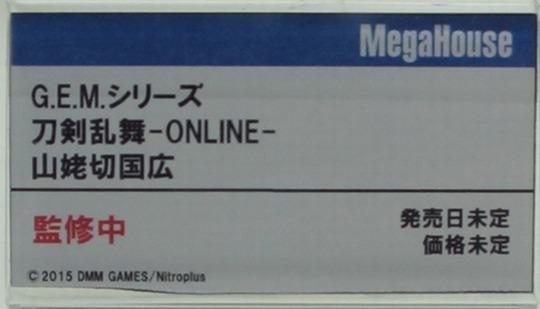 MegaHouse
G.E.M.シリーズ
刀剣乱舞-ONLINE-
山姥切国広
監修中
発売日未定
価格未定
© 2015 DMM GAMES/Nitroplus